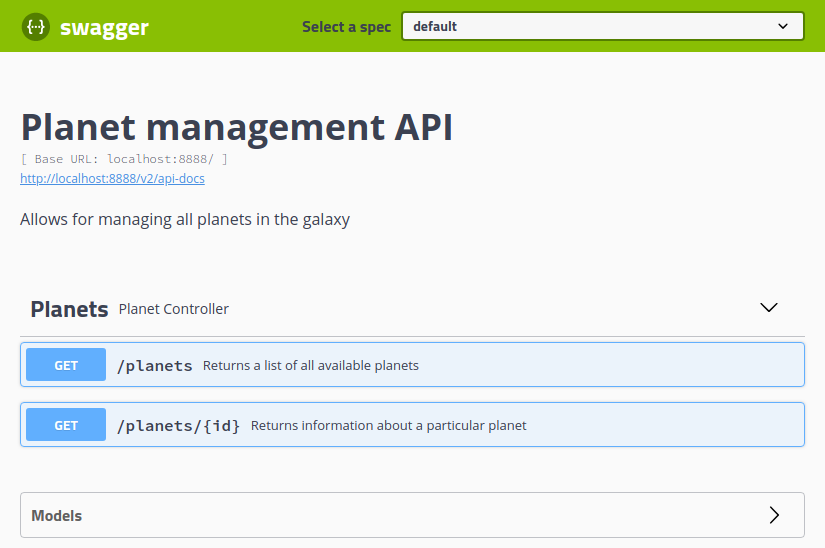 {···} swagger Select a spec default
Planet management API
[ Base URL: localhost:8888/ ]
http://localhost:8888/v2/api-docs
Allows for managing all planets in the galaxy
Planets Planet Controller
GET /planets Returns a list of all available planets
GET /planets/{id} Returns information about a particular planet
Models